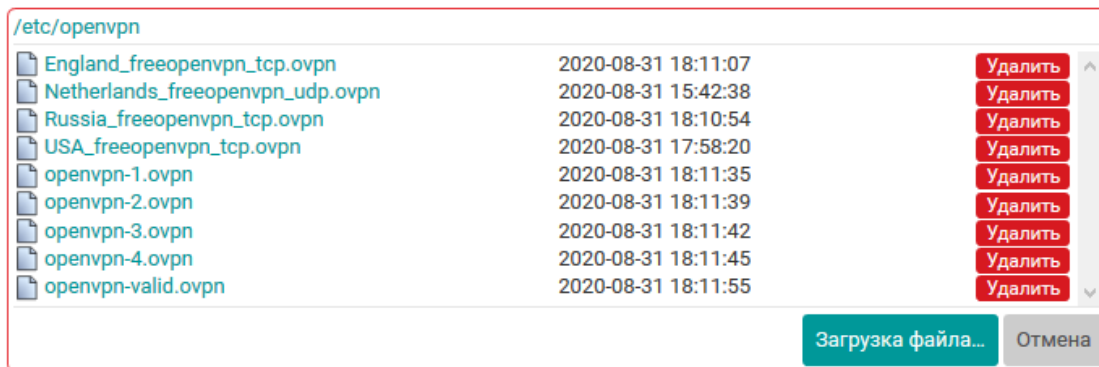 /etc/openvpn
England_freeopenvpn_tcp.ovpn 2020-08-31 18:11:07 Удалить
Netherlands_freeopenvpn_udp.ovpn 2020-08-31 15:42:38 Удалить
Russia_freeopenvpn_tcp.ovpn 2020-08-31 18:10:54 Удалить
USA_freeopenvpn_tcp.ovpn 2020-08-31 17:58:20 Удалить
openvpn-1.ovpn 2020-08-31 18:11:35 Удалить
openvpn-2.ovpn 2020-08-31 18:11:39 Удалить
openvpn-3.ovpn 2020-08-31 18:11:42 Удалить
openvpn-4.ovpn 2020-08-31 18:11:45 Удалить
openvpn-valid.ovpn 2020-08-31 18:11:55 Удалить
Загрузка файла... Отмена